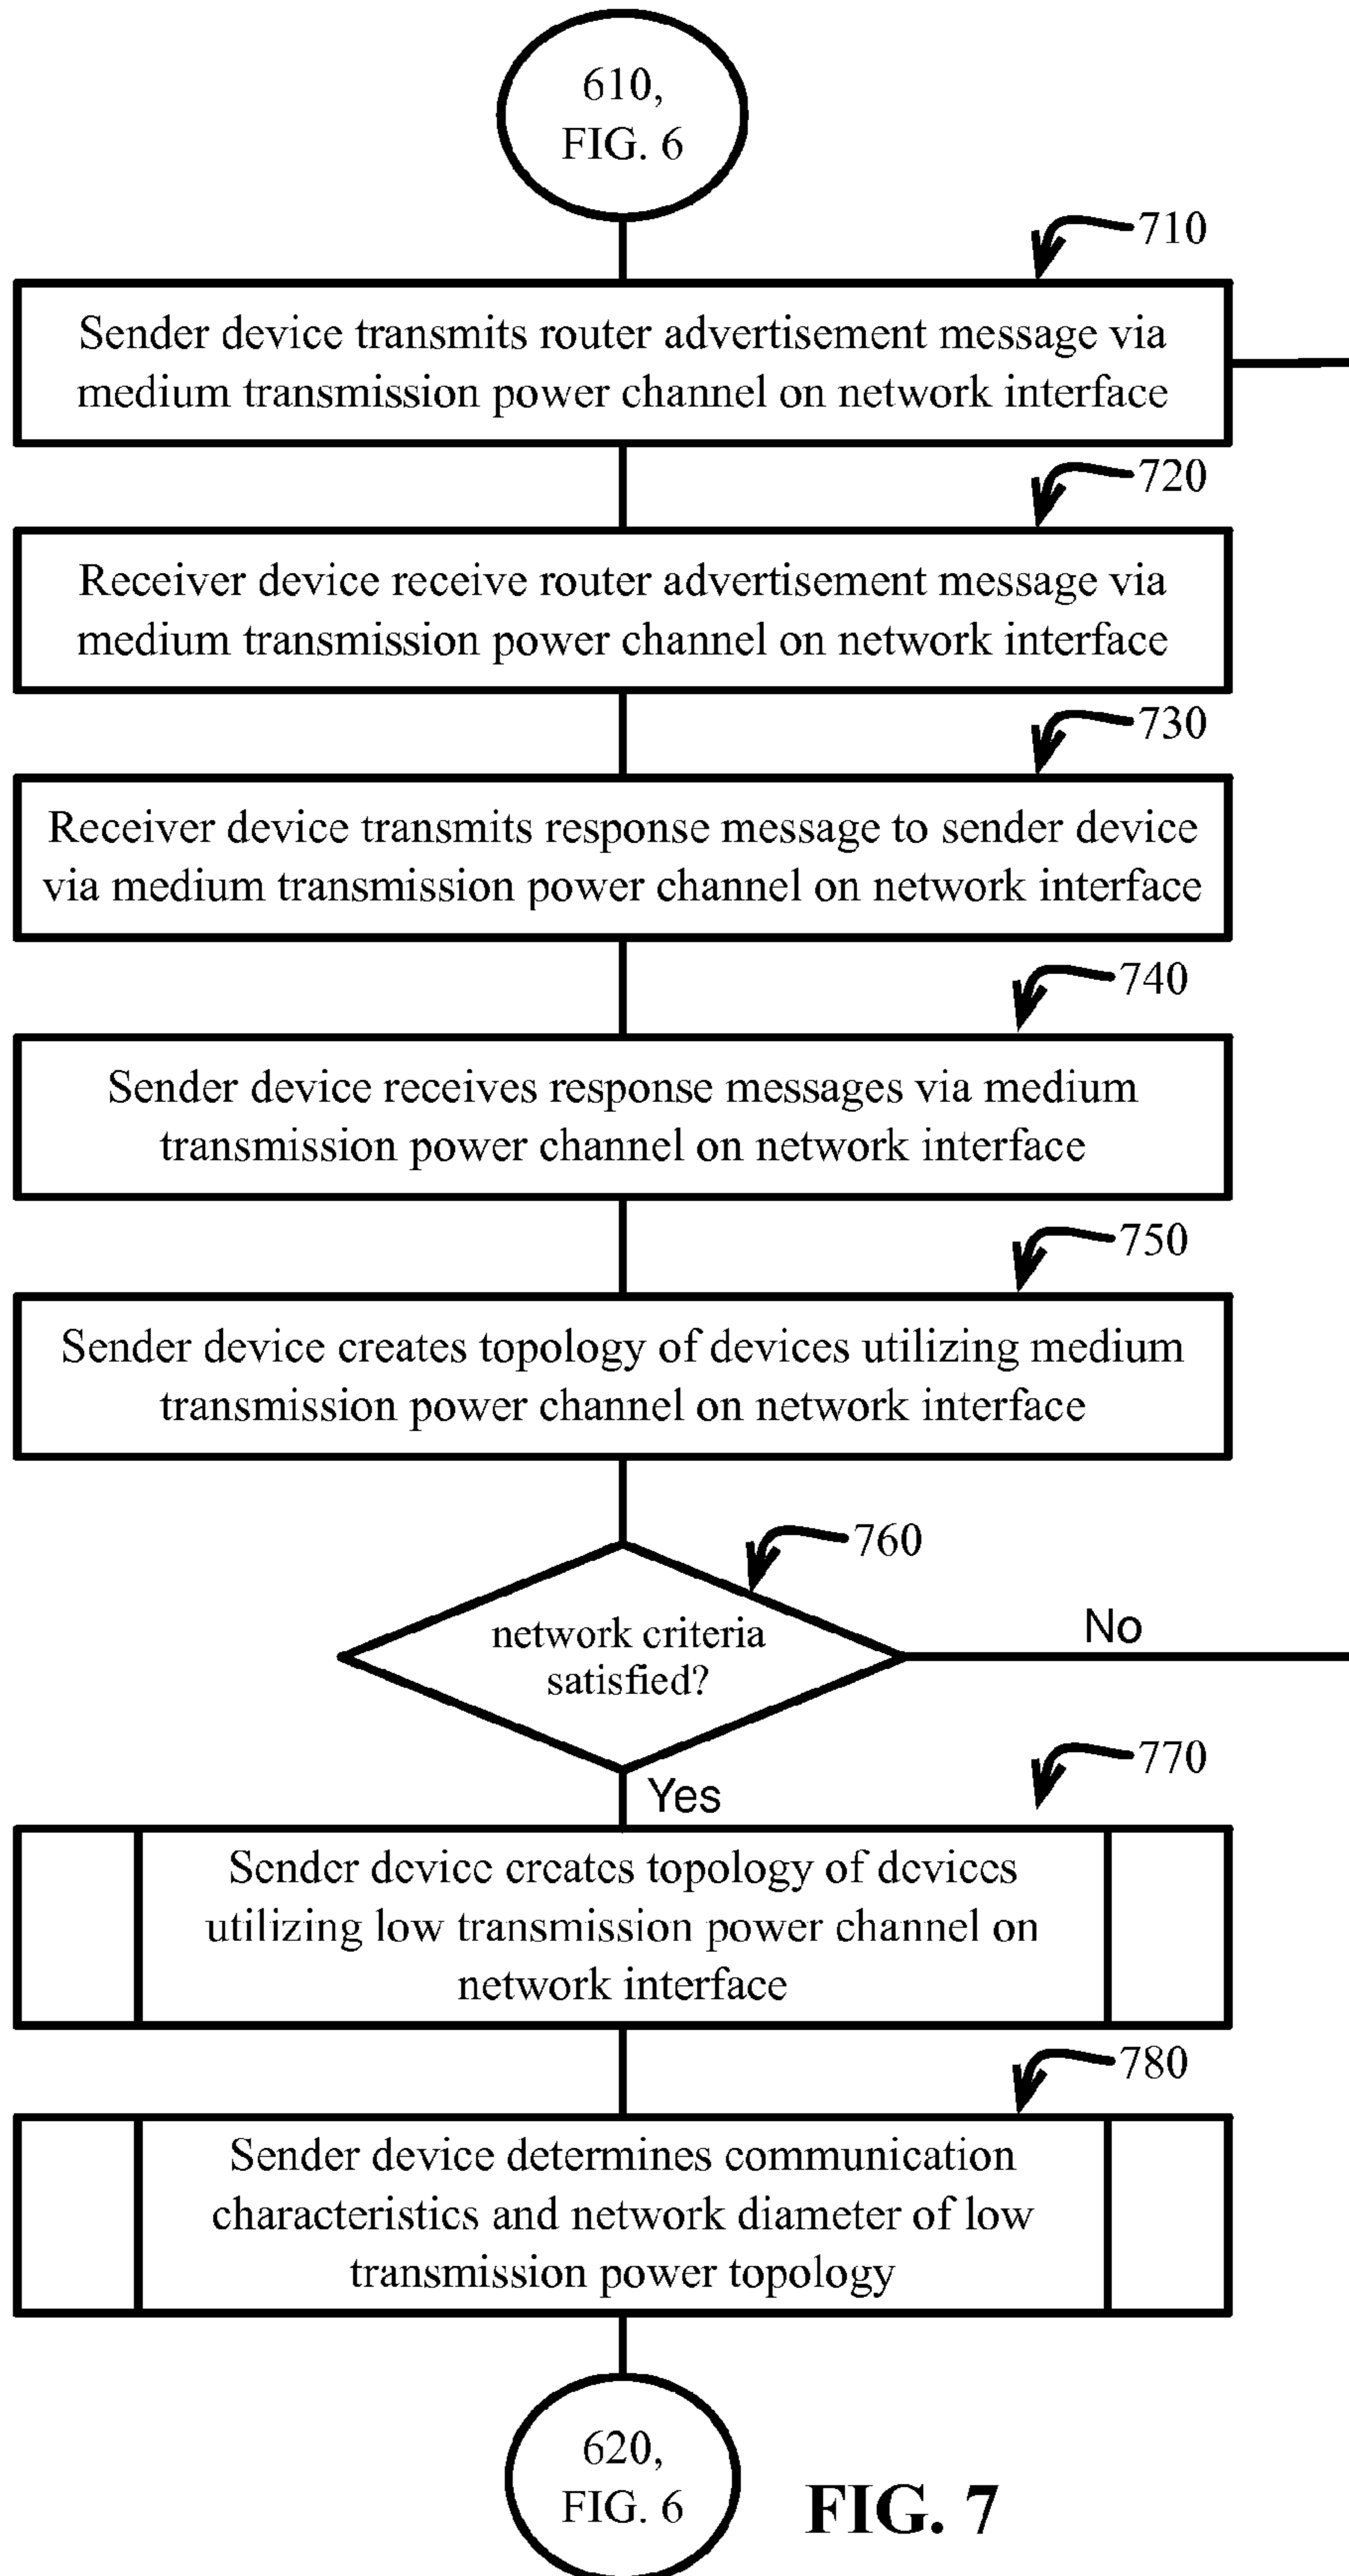 610,
FIG. 6
710
Sender device transmits router advertisement message via
medium transmission power channel on network interface
720
Receiver device receive router advertisement message via
medium transmission power channel on network interface
730
Receiver device transmits response message to sender device
via medium transmission power channel on network interface
740
Sender device receives response messages via medium
transmission power channel on network interface
750
Sender device creates topology of devices utilizing medium
transmission power channel on network interface
760
network criteria
satisfied?
No
Yes
770
Sender device creates topology of devices
utilizing low transmission power channel on
network interface
780
Sender device determines communication
characteristics and network diameter of low
transmission power topology
620,
FIG. 6
FIG. 7